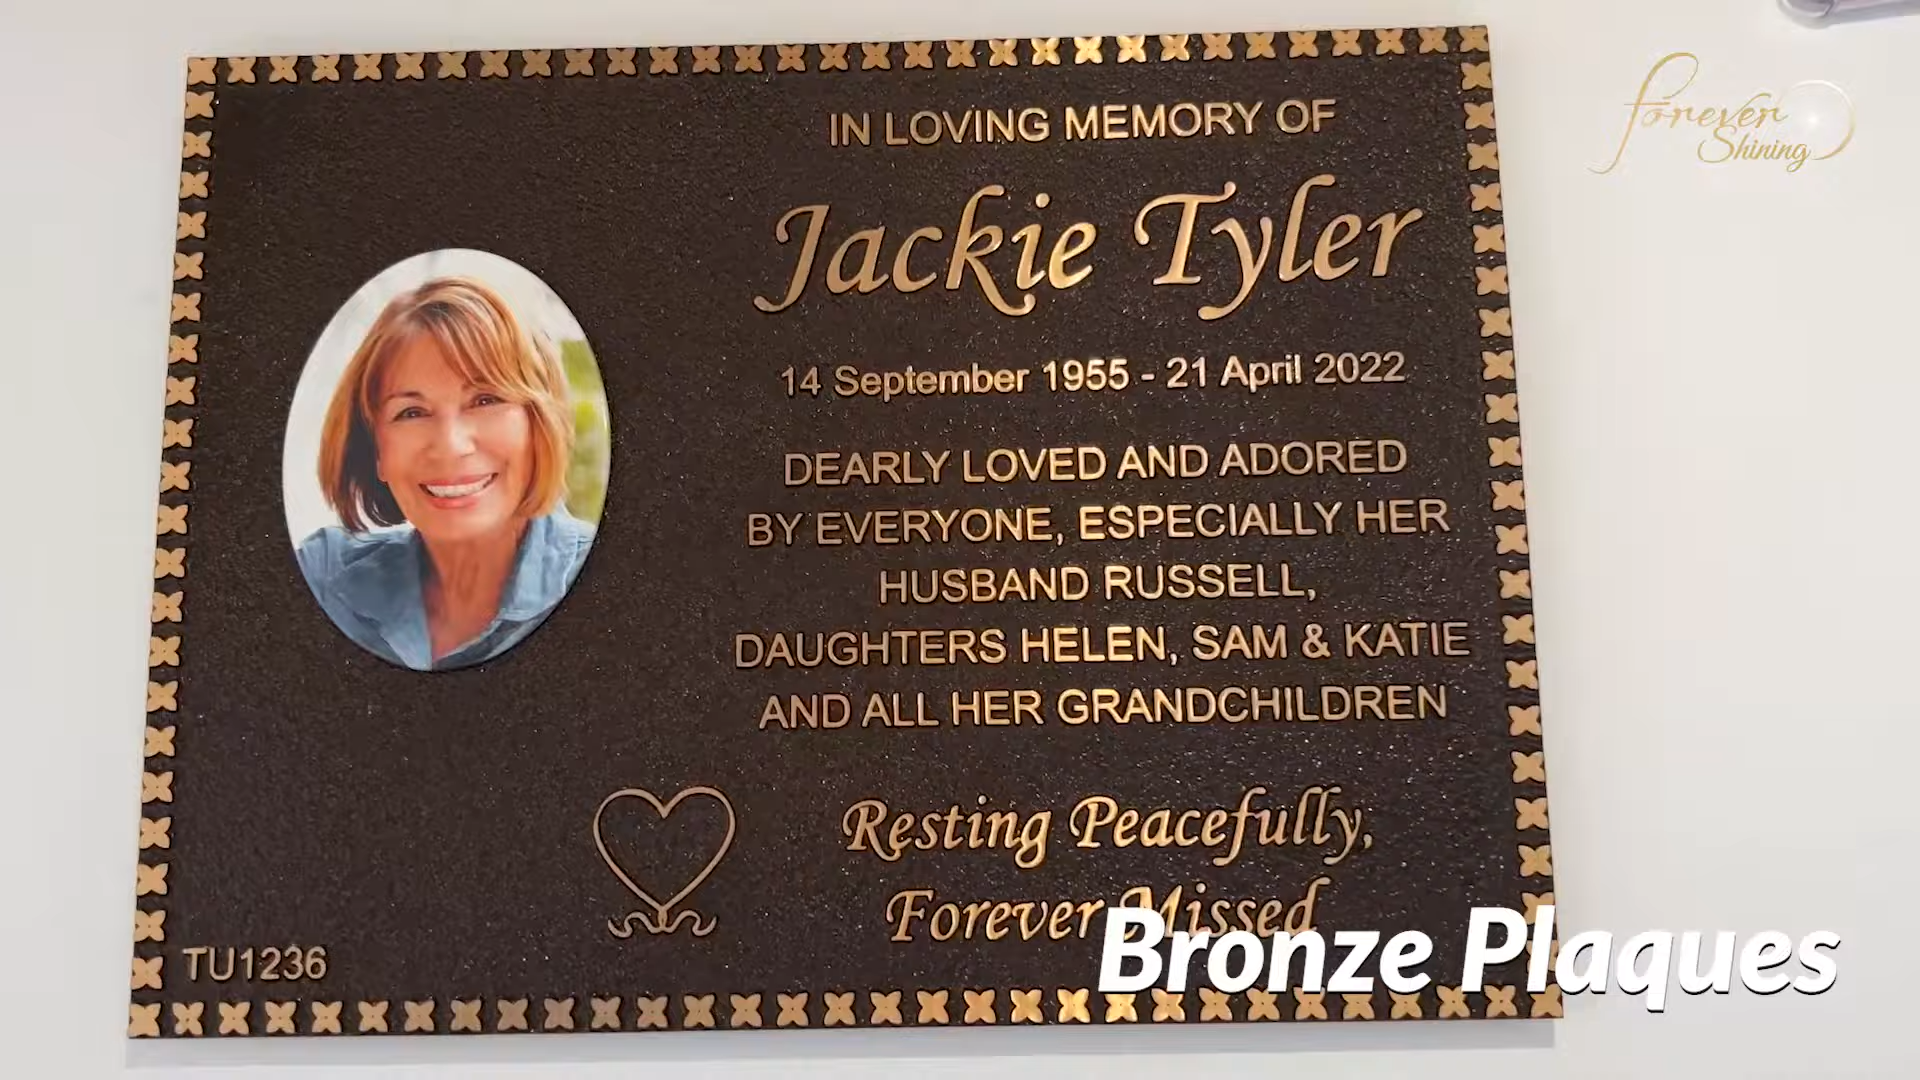 forever
Shining
IN LOVING MEMORY OF
Jackie Tyler
14 September 1955 - 21 April 2022
DEARLY LOVED AND ADORED
BY EVERYONE, ESPECIALLY HER
HUSBAND RUSSELL,
DAUGHTERS HELEN, SAM & KATIE
AND ALL HER GRANDCHILDREN
Resting Peacefully,
Forever Missed
TU1236
Bronze Plaques